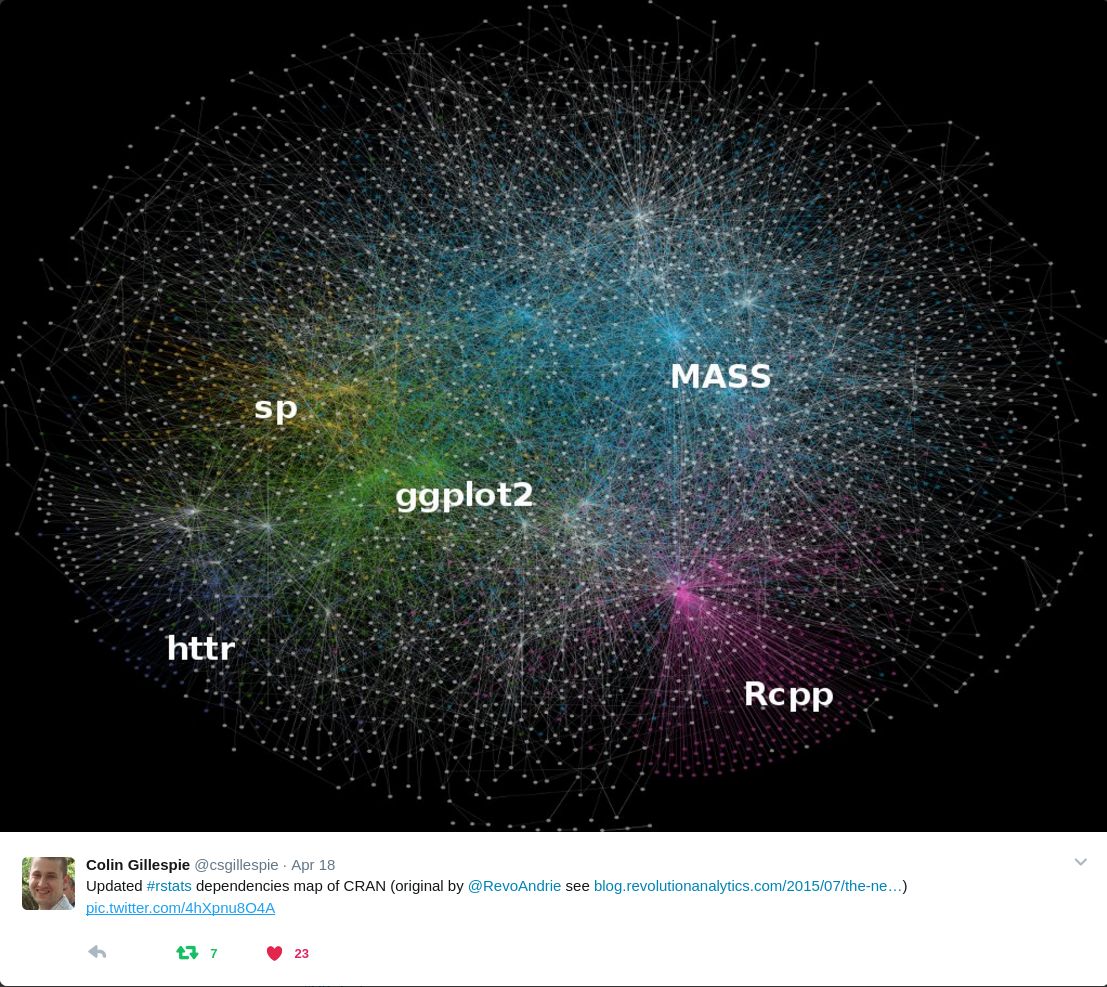 MASS
sp
ggplot2
httr
Rcpp
Colin Gillespie @csgillespie · Apr 18
Updated #rstats dependencies map of CRAN (original by @RevoAndrie see blog.revolutionanalytics.com/2015/07/the-ne…)
pic.twitter.com/4hXpnu8O4A
7 23